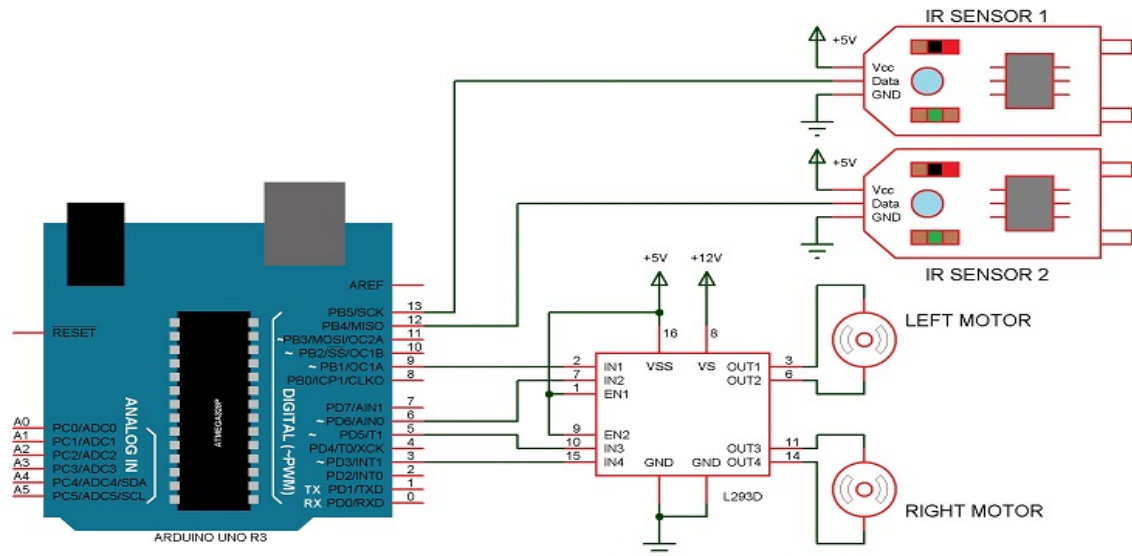 IR SENSOR 1
+5V
Vcc
Data
GND
+5V
Vcc
Data
GND
IR SENSOR 2
AREF
RESET
PB5/SCK 13
PB4/MISO 12
~PB3/MOSI/OC2A 11
~ PB2/SS/OC1B 10
~ PB1/OC1A 9
PB0/ICP1/CLKO 8
PD7/AIN1 7
~ PD6/AIN0 6
~ PD5/T1 5
PD4/T0/XCK 4
~ PD3/INT1 3
PD2/INT0 2
TX PD1/TXD 1
RX PD0/RXD 0
DIGITAL (~PWM)
ATMEGA328P
ANALOG IN
A0 PC0/ADC0
A1 PC1/ADC1
A2 PC2/ADC2
A3 PC3/ADC3
A4 PC4/ADC4/SDA
A5 PC5/ADC5/SCL
ARDUINO UNO R3
+5V +12V
16 8
VSS VS
2 IN1
7 IN2
1 EN1
9 EN2
10 IN3
15 IN4
OUT1 3
OUT2 6
OUT3 11
OUT4 14
GND GND
L293D
LEFT MOTOR
RIGHT MOTOR